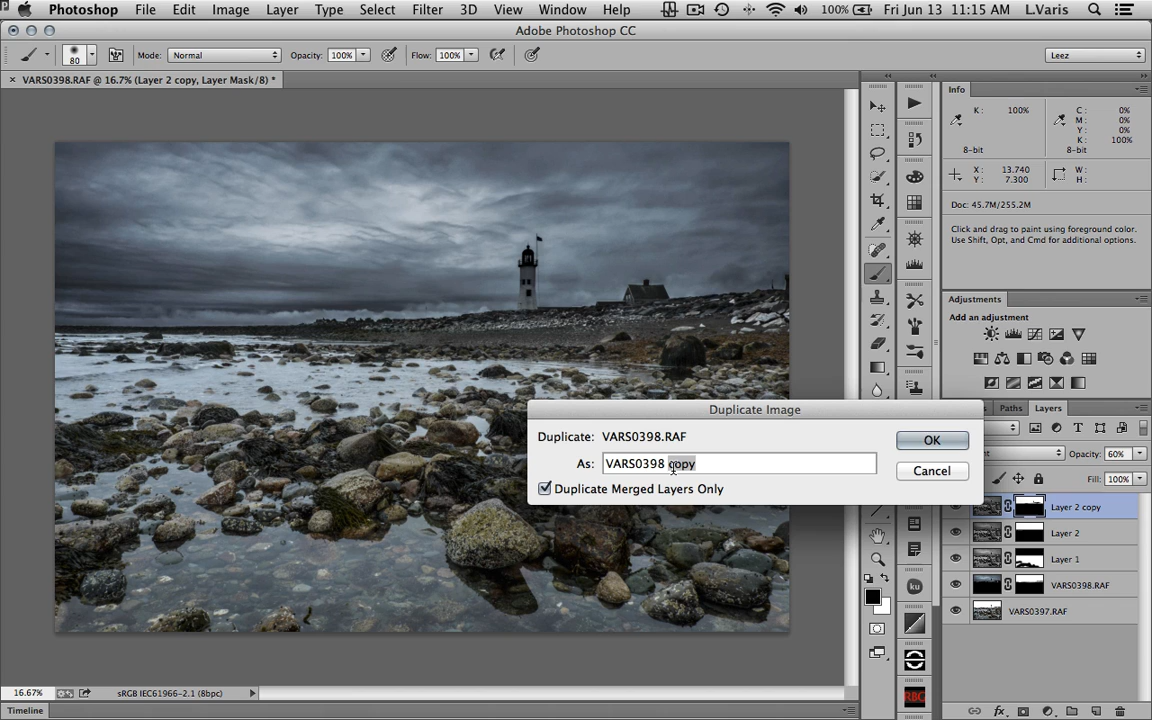 Photoshop File Edit Image Layer Type Select Filter 3D View Window Help 100% Fri Jun 13 11:15 AM L.Varis
Adobe Photoshop CC
80 Mode: Normal Opacity: 100% Flow: 100% Leez
× VARS0398.RAF @ 16.7% (Layer 2 copy, Layer Mask/8) *
Info
K: 100% C: 0%
M: 0%
Y: 0%
K: 100%
8-bit 8-bit
X: 13.740 W:
Y: 7.300 H:
Doc: 45.7M/255.2M
Click and drag to paint using foreground color.
Use Shift, Opt, and Cmd for additional options.
Adjustments
Add an adjustment
Paths Layers
Duplicate Image
Duplicate: VARS0398.RAF
As: VARS0398 copy
Duplicate Merged Layers Only
OK
Cancel
Opacity: 60%
Fill: 100%
Layer 2 copy
Layer 2
Layer 1
VARS0398.RAF
VARS0397.RAF
ku
RBG
fx
16.67% sRGB IEC61966-2.1 (8bpc)
Timeline